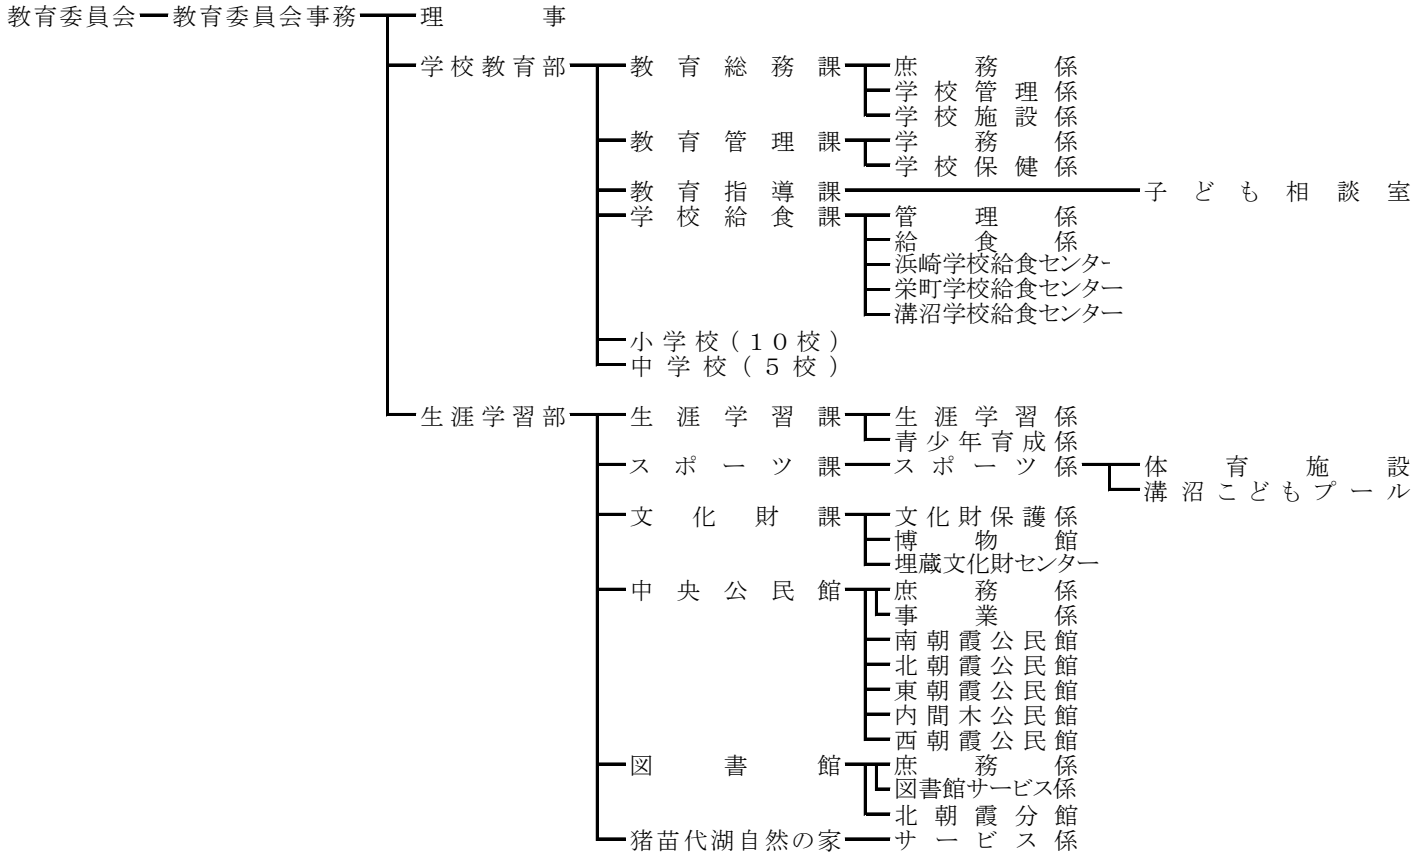 教育委員会 教育委員会事務 理事
学校教育部 教育総務課 庶務係
学校管理係
学校施設係
教育管理課 学務係
学校保健係
教育指導課 子ども相談室
学校給食課 管理係
給食係
浜崎学校給食センター
栄町学校給食センター
溝沼学校給食センター
小学校(10校)
中学校(5校)
生涯学習部 生涯学習課 生涯学習係
青少年育成係
スポーツ課 スポーツ係 体育施設
溝沼こどもプール
文化財課 文化財保護係
博物館
埋蔵文化財センター
中央公民館 庶務係
事業係
南朝霞公民館
北朝霞公民館
東朝霞公民館
内間木公民館
西朝霞公民館
図書館 庶務係
図書館サービス係
北朝霞分館
猪苗代湖自然の家 サービス係